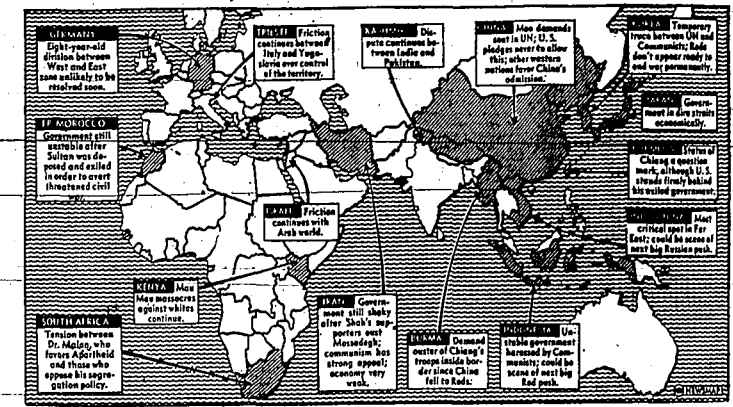 GERMANY
Eight-year-old
division between
West and East
zone unlikely to be
resolved soon.
TRIESTE Friction
continues between
Italy and Yugo-
slavia over control
of the territory.
Dis-
pute continues be-
tween India and
Pakistan.
CHINA Mao demands
seat in UN; U.S.
pledges never to allow
this; other western
nations favor China's
admission.
KOREA Temporary
truce between UN and
Communists; Reds
don't appear ready to
end war permanently.
JAPAN Govern-
ment in dire straits
economically.
Status of
Chiang a question
mark, although U.S.
stands firmly behind
his exiled government.
Most
critical spot in Far
East; could be scene of
next big Russian push.
FR. MOROCCO
Government still
unstable after
Sultan was de-
posed and exiled
in order to avert
threatened civil
war.
ISRAEL Friction
continues with
Arab world.
KENYA Mau
Mau massacres
against whites
continue.
SOUTH AFRICA
Tension between
Dr. Malan, who
favors Apartheid
and those who
oppose his segre-
gation policy.
IRAN Govern-
ment still shaky
after Shah's sup-
porters oust
Mossadegh;
communism has
strong appeal;
economy very
weak.
BURMA Demand
ouster of Chiang's
troops inside bor-
der since China
fell to Reds.
INDONESIA Un-
stable government
harassed by Com-
munists; could be
scene of next big
Red push.
NEWSMAP